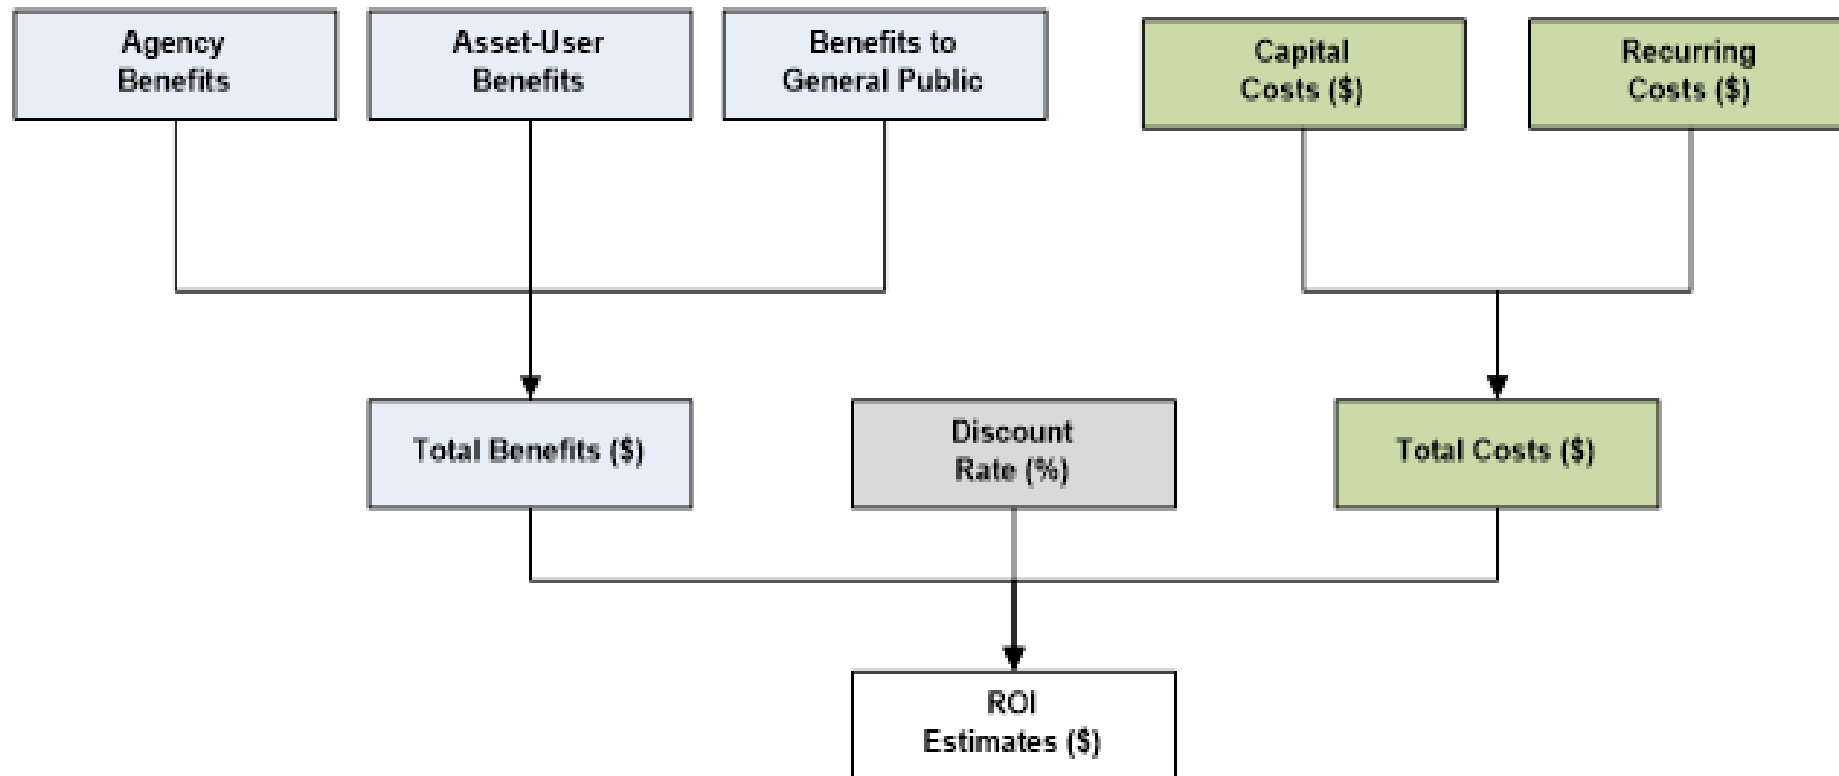 Agency
Benefits
Asset-User
Benefits
Benefits to
General Public
Capital
Costs ($)
Recurring
Costs ($)
Total Benefits ($)
Discount
Rate (%)
Total Costs ($)
ROI
Estimates ($)